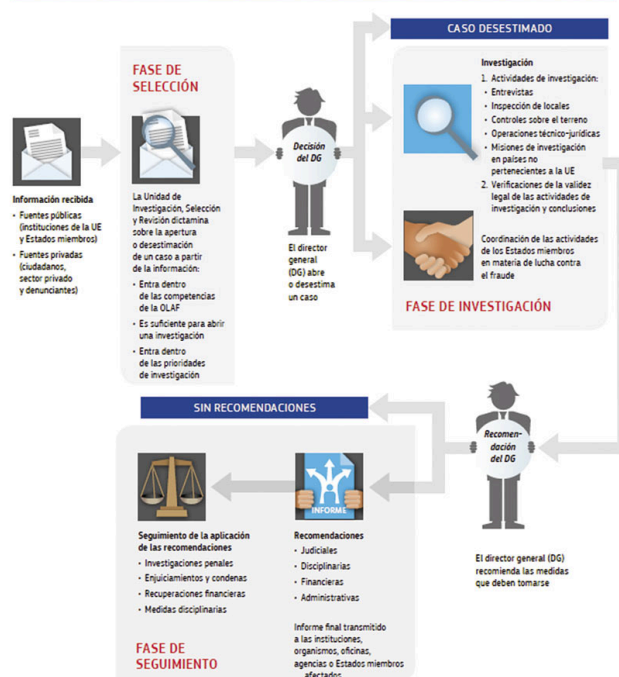 CASO DESESTIMADO
FASE DE
SELECCIÓN
Información recibida
• Fuentes públicas
(instituciones de la UE
y Estados miembros)
• Fuentes privadas
(ciudadanos,
sector privado
y denunciantes)
La Unidad de
Investigación, Selección
y Revisión dictamina
sobre la apertura
o desestimación
de un caso a partir
de la información:
• Entra dentro
de las competencias
de la OLAF
• Es suficiente para abrir
una investigación
• Entra dentro
de las prioridades
de investigación
Decisión
del DG
El director
general
(DG) abre
o desestima
un caso
Investigación
1. Actividades de investigación:
• Entrevistas
• Inspección de locales
• Controles sobre el terreno
• Operaciones técnico-jurídicas
• Misiones de investigación
en países no
pertenecientes a la UE
2. Verificaciones de la validez
legal de las actividades de
investigación y conclusiones
Coordinación de las actividades
de los Estados miembros
en materia de lucha contra
el fraude
FASE DE INVESTIGACIÓN
SIN RECOMENDACIONES
Recomen-
dación
del DG
El director general (DG)
recomienda las medidas
que deben tomarse
INFORME
Recomendaciones
• Judiciales
• Disciplinarias
• Financieras
• Administrativas
Informe final transmitido
a las instituciones,
organismos, oficinas,
agencias o Estados miembros
afectados
Seguimiento de la aplicación
de las recomendaciones
• Investigaciones penales
• Enjuiciamientos y condenas
• Recuperaciones financieras
• Medidas disciplinarias
FASE DE
SEGUIMIENTO